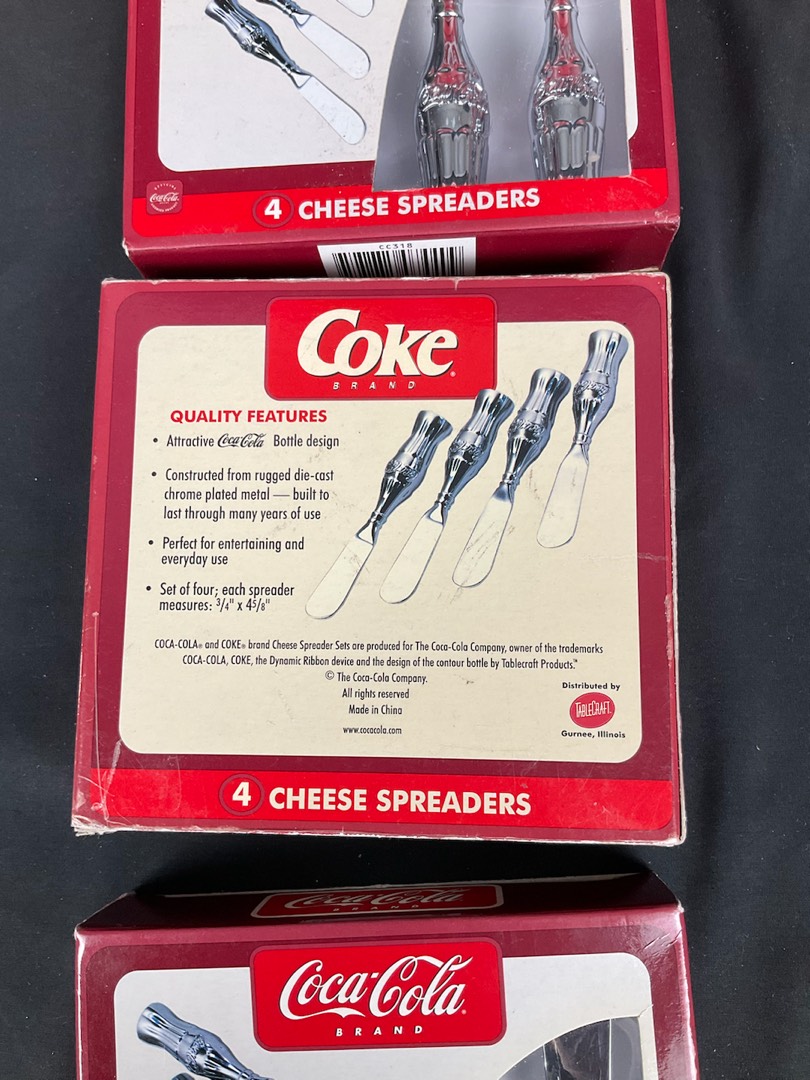 Coca-Cola
4 CHEESE SPREADERS
CC318
Coke®
BRAND
QUALITY FEATURES
• Attractive Coca-Cola Bottle design
• Constructed from rugged die-cast
chrome plated metal — built to
last through many years of use
• Perfect for entertaining and
everyday use
• Set of four; each spreader
measures: 3/4" x 45/8"
COCA-COLA® and COKE® brand Cheese Spreader Sets are produced for The Coca-Cola Company, owner of the trademarks
COCA-COLA, COKE, the Dynamic Ribbon device and the design of the contour bottle by Tablecraft Products.™
© The Coca-Cola Company.
All rights reserved
Made in China
www.cocacola.com
Distributed by
TABLECRAFT
Gurnee, Illinois
4 CHEESE SPREADERS
Coca-Cola
BRAND
Coca-Cola®
BRAND